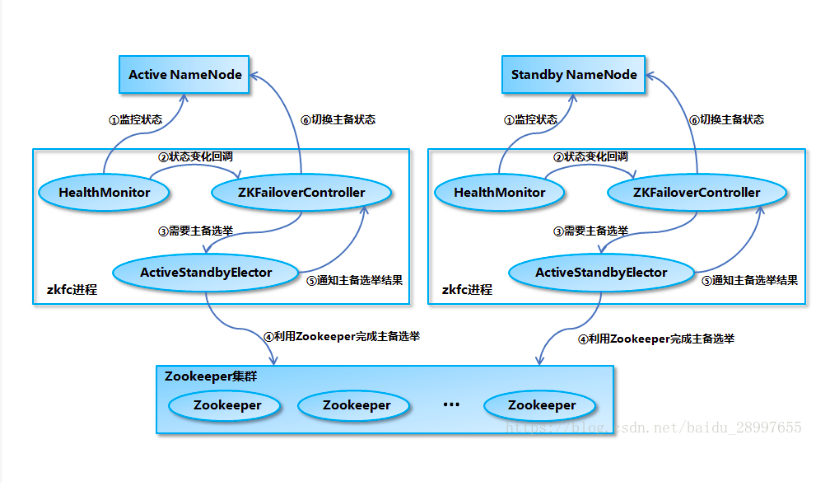 Active NameNode
Standby NameNode
①监控状态
⑥切换主备状态
①监控状态
⑥切换主备状态
②状态变化回调
②状态变化回调
HealthMonitor
ZKFailoverController
HealthMonitor
ZKFailoverController
③需要主备选举
③需要主备选举
ActiveStandbyElector
⑤通知主备选举结果
ActiveStandbyElector
⑤通知主备选举结果
zkfc进程
zkfc进程
④利用Zookeeper完成主备选举
④利用Zookeeper完成主备选举
Zookeeper集群
Zookeeper
Zookeeper
...
Zookeeper
https://blog.csdn.net/baidu_28997655